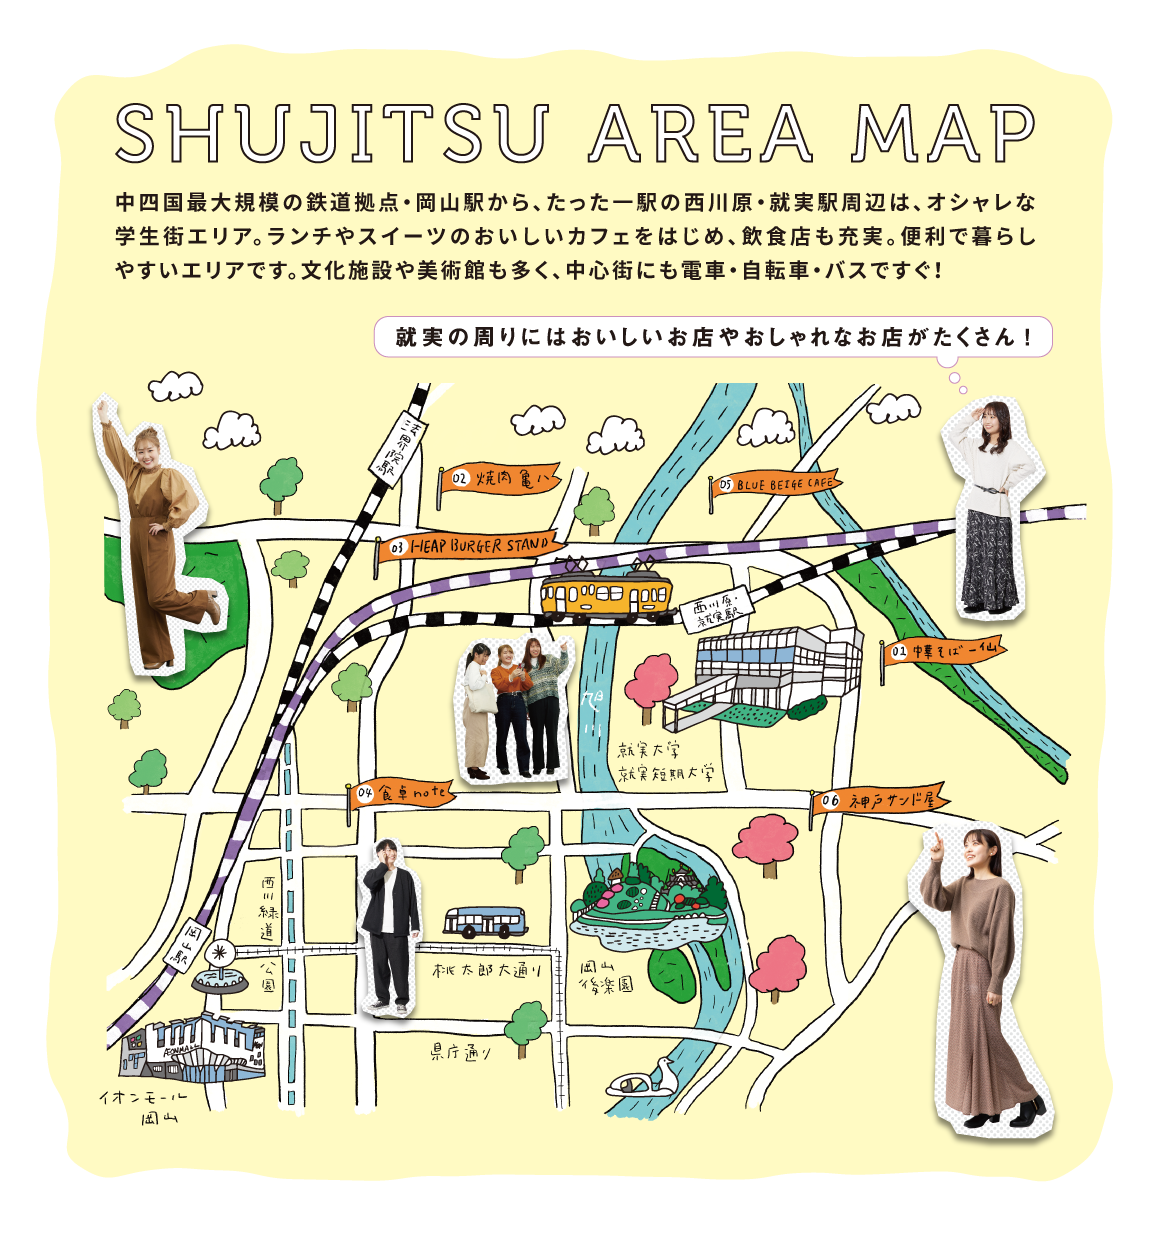 SHUJITSU AREA MAP
中四国最大規模の鉄道拠点・岡山駅から、たった一駅の西川原・就実駅周辺は、オシャレな
学生街エリア。ランチやスイーツのおいしいカフェをはじめ、飲食店も充実。便利で暮らし
やすいエリアです。文化施設や美術館も多く、中心街にも電車・自転車・バスですぐ!
就実の周りにはおいしいお店やおしゃれなお店がたくさん!
法界院駅
02 焼肉 亀八
05 BLUE BEIGE CAFE
03 HEAP BURGER STAND
西川原・
就実駅
01 中華そば 一仙
旭川
就実大学
就実短期大学
04 食卓note
06 神戸サンド屋
西川緑道公園
岡山駅
桃太郎大通り
岡山
後楽園
県庁通り
ÆONMALL
イオンモール
岡山